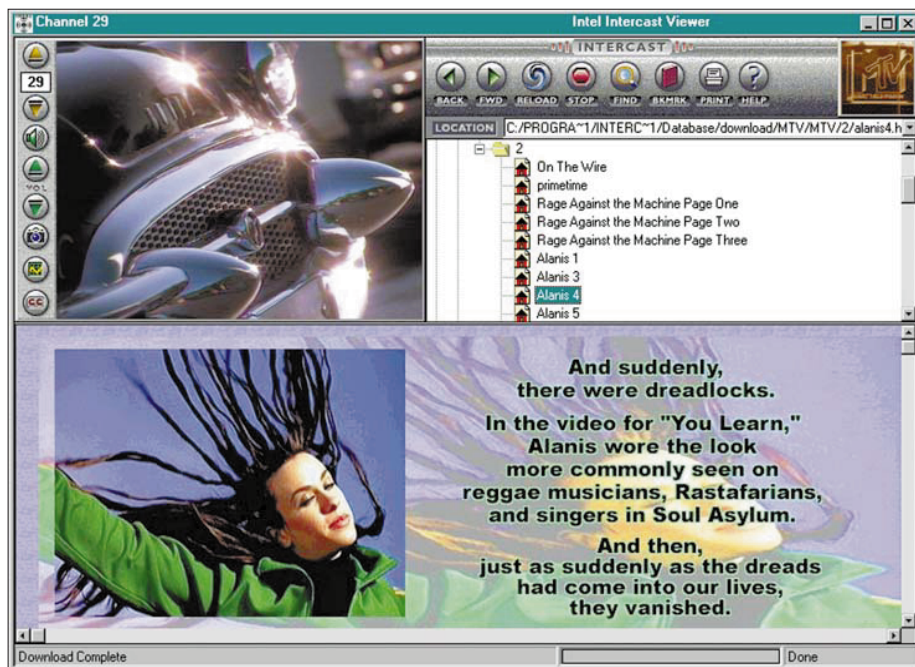 Channel 29
Intel Intercast Viewer
29
VOL
CC
INTERCAST
BACK FWD RELOAD STOP FIND BKMRK PRINT HELP
MTV
LOCATION C:/PROGRA~1/INTERC~1/Database/download/MTV/MTV/2/alanis4.h
2
On The Wire
primetime
Rage Against the Machine Page One
Rage Against the Machine Page Two
Rage Against the Machine Page Three
Alanis 1
Alanis 3
Alanis 4
Alanis 5
And suddenly,
there were dreadlocks.
In the video for "You Learn,"
Alanis wore the look
more commonly seen on
reggae musicians, Rastafarians,
and singers in Soul Asylum.
And then,
just as suddenly as the dreads
had come into our lives,
they vanished.
Download Complete
Done